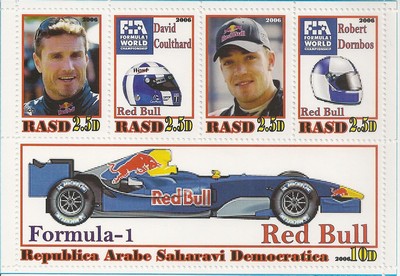 2006
2006 David
FIA Coulthard
FORMULA 1
WORLD
CHAMPIONSHIP
Red Bull
RASD 2.5D
2.5D
2006
2006 Robert
FIA Dornbos
FORMULA 1
WORLD
CHAMPIONSHIP
Red Bull
RASD 2.5D
2.5D
Red Bull
Formula-1
Red Bull
Republica Arabe Saharavi Democratica 2006 10D